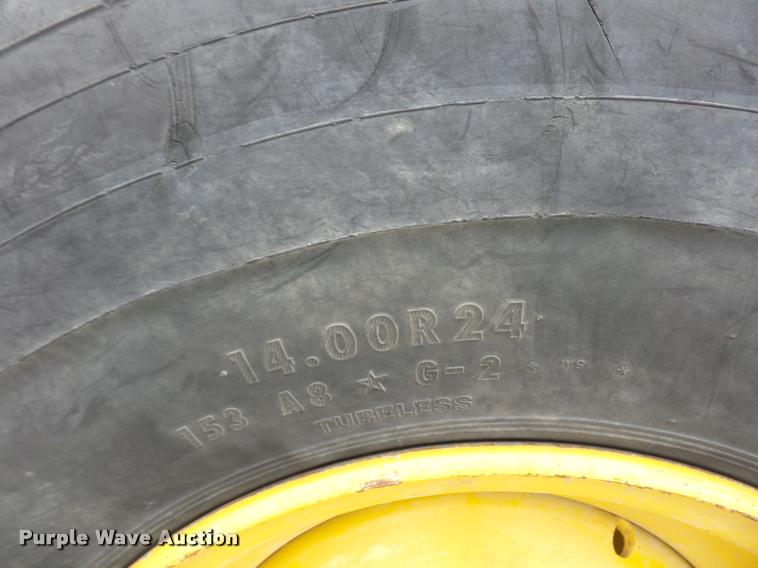 14.00R24
153 A8 ★ G-2
TUBELESS
Purple Wave Auction